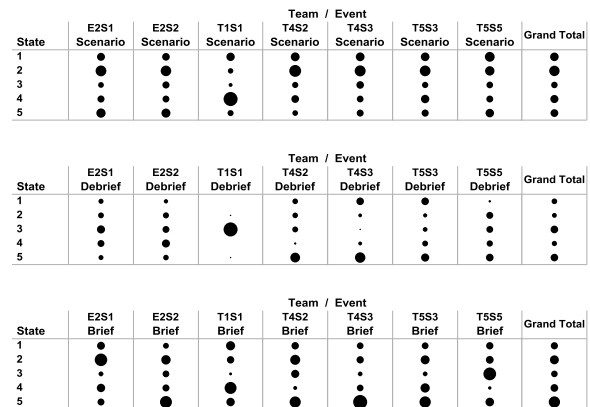 Team / Event
E2S1 E2S2 T1S1 T4S2 T4S3 T5S3 T5S5 Grand Total
State Scenario Scenario Scenario Scenario Scenario Scenario Scenario
1
2
3
4
5
Team / Event
E2S1 E2S2 T1S1 T4S2 T4S3 T5S3 T5S5 Grand Total
State Debrief Debrief Debrief Debrief Debrief Debrief Debrief
1
2
3
4
5
Team / Event
E2S1 E2S2 T1S1 T4S2 T4S3 T5S3 T5S5 Grand Total
State Brief Brief Brief Brief Brief Brief Brief
1
2
3
4
5